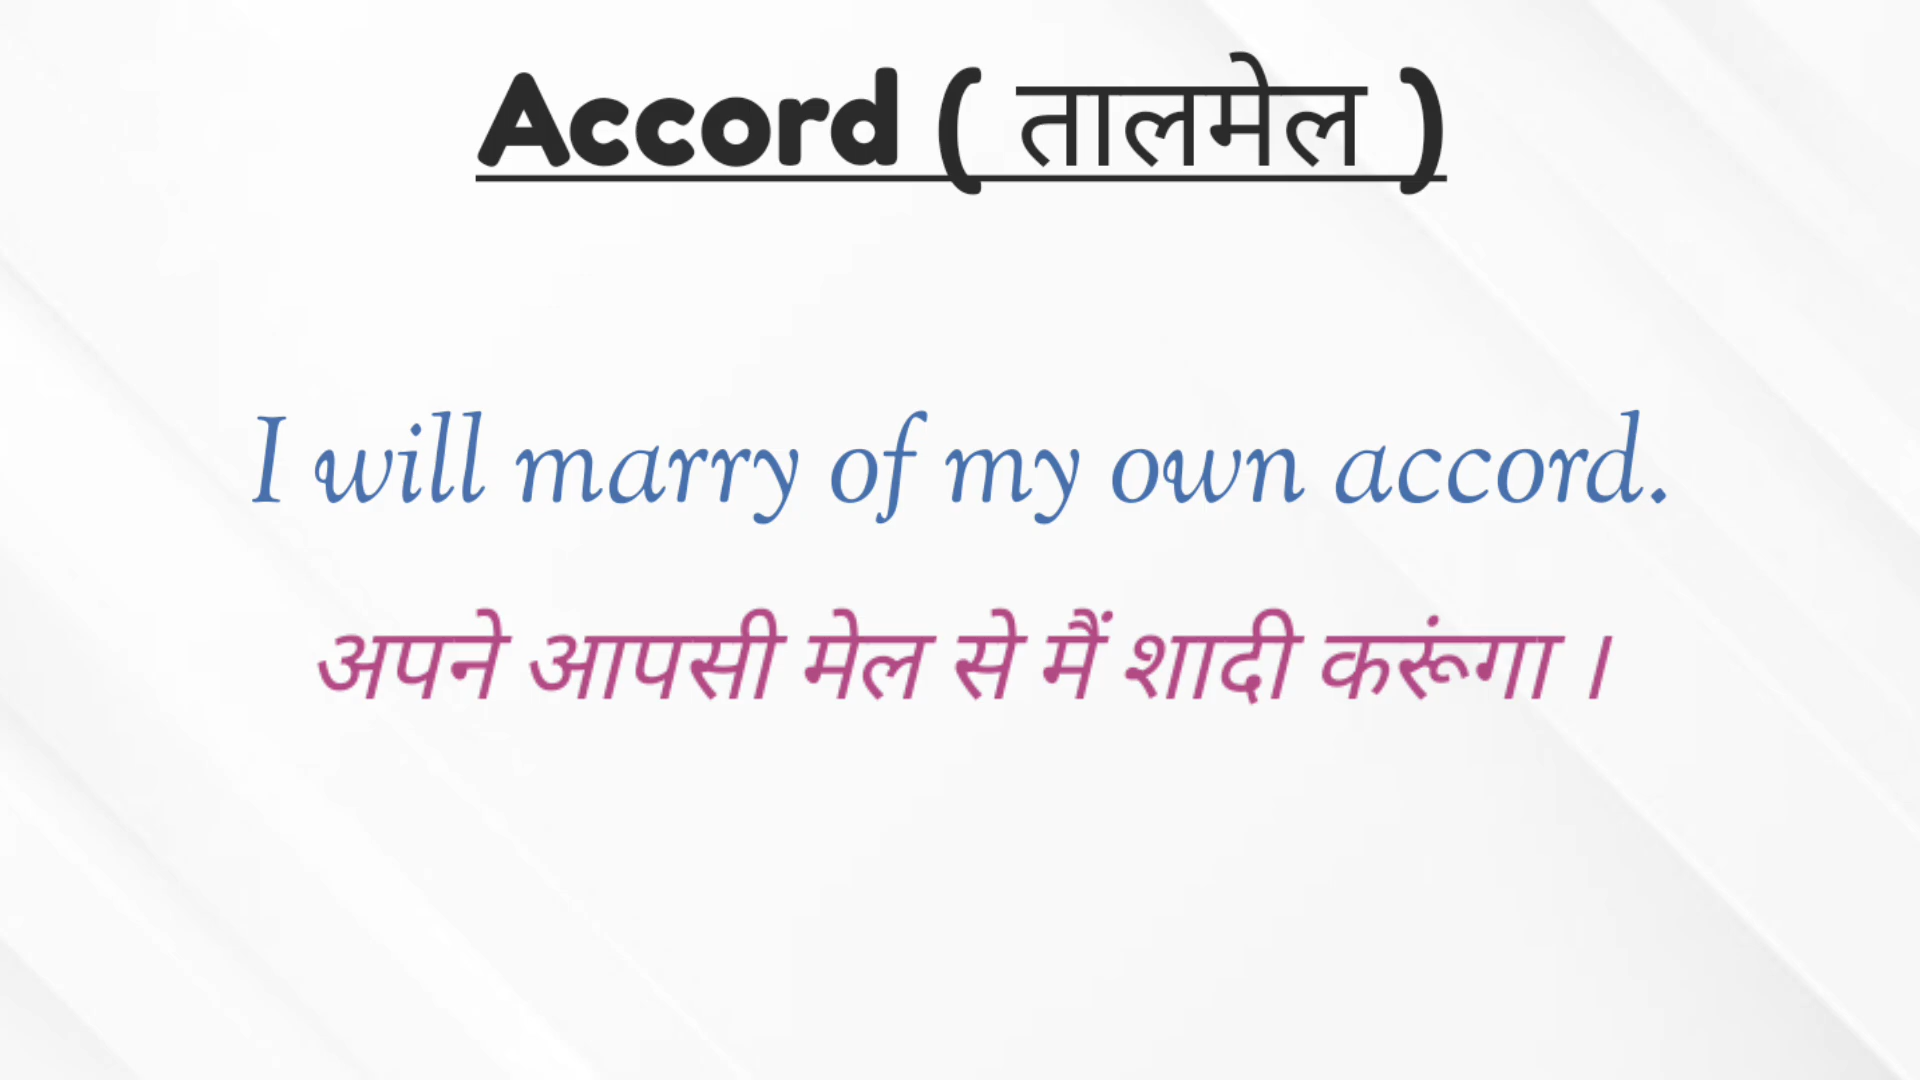 Accord ( तालमेल )
I will marry of my own accord.
अपने आपसी मेल से मैं शादी करूंगा ।